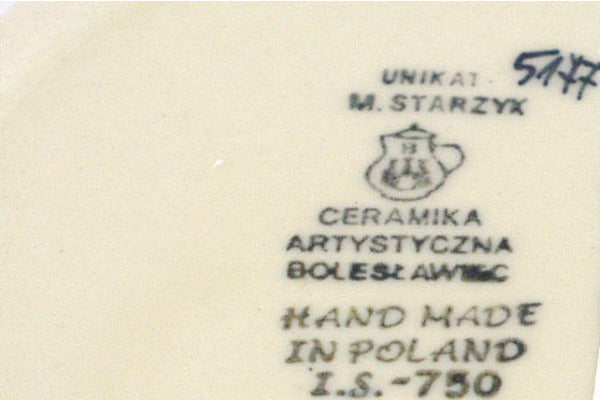 5177
UNIKAT
M. STARZYK
B
CERAMIKA
ARTYSTYCZNA
BOLESŁAWIEC
HAND MADE
IN POLAND
I.S.-750